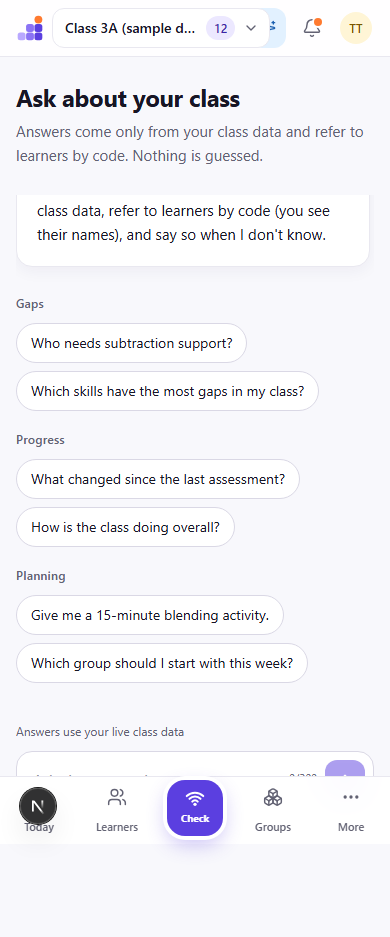 Class 3A (sample d... 12
TT
Ask about your class
Answers come only from your class data and refer to
learners by code. Nothing is guessed.
class data, refer to learners by code (you see
their names), and say so when I don't know.
Gaps
Who needs subtraction support?
Which skills have the most gaps in my class?
Progress
What changed since the last assessment?
How is the class doing overall?
Planning
Give me a 15-minute blending activity.
Which group should I start with this week?
Answers use your live class data
N
Today
Learners
Check
Groups
More